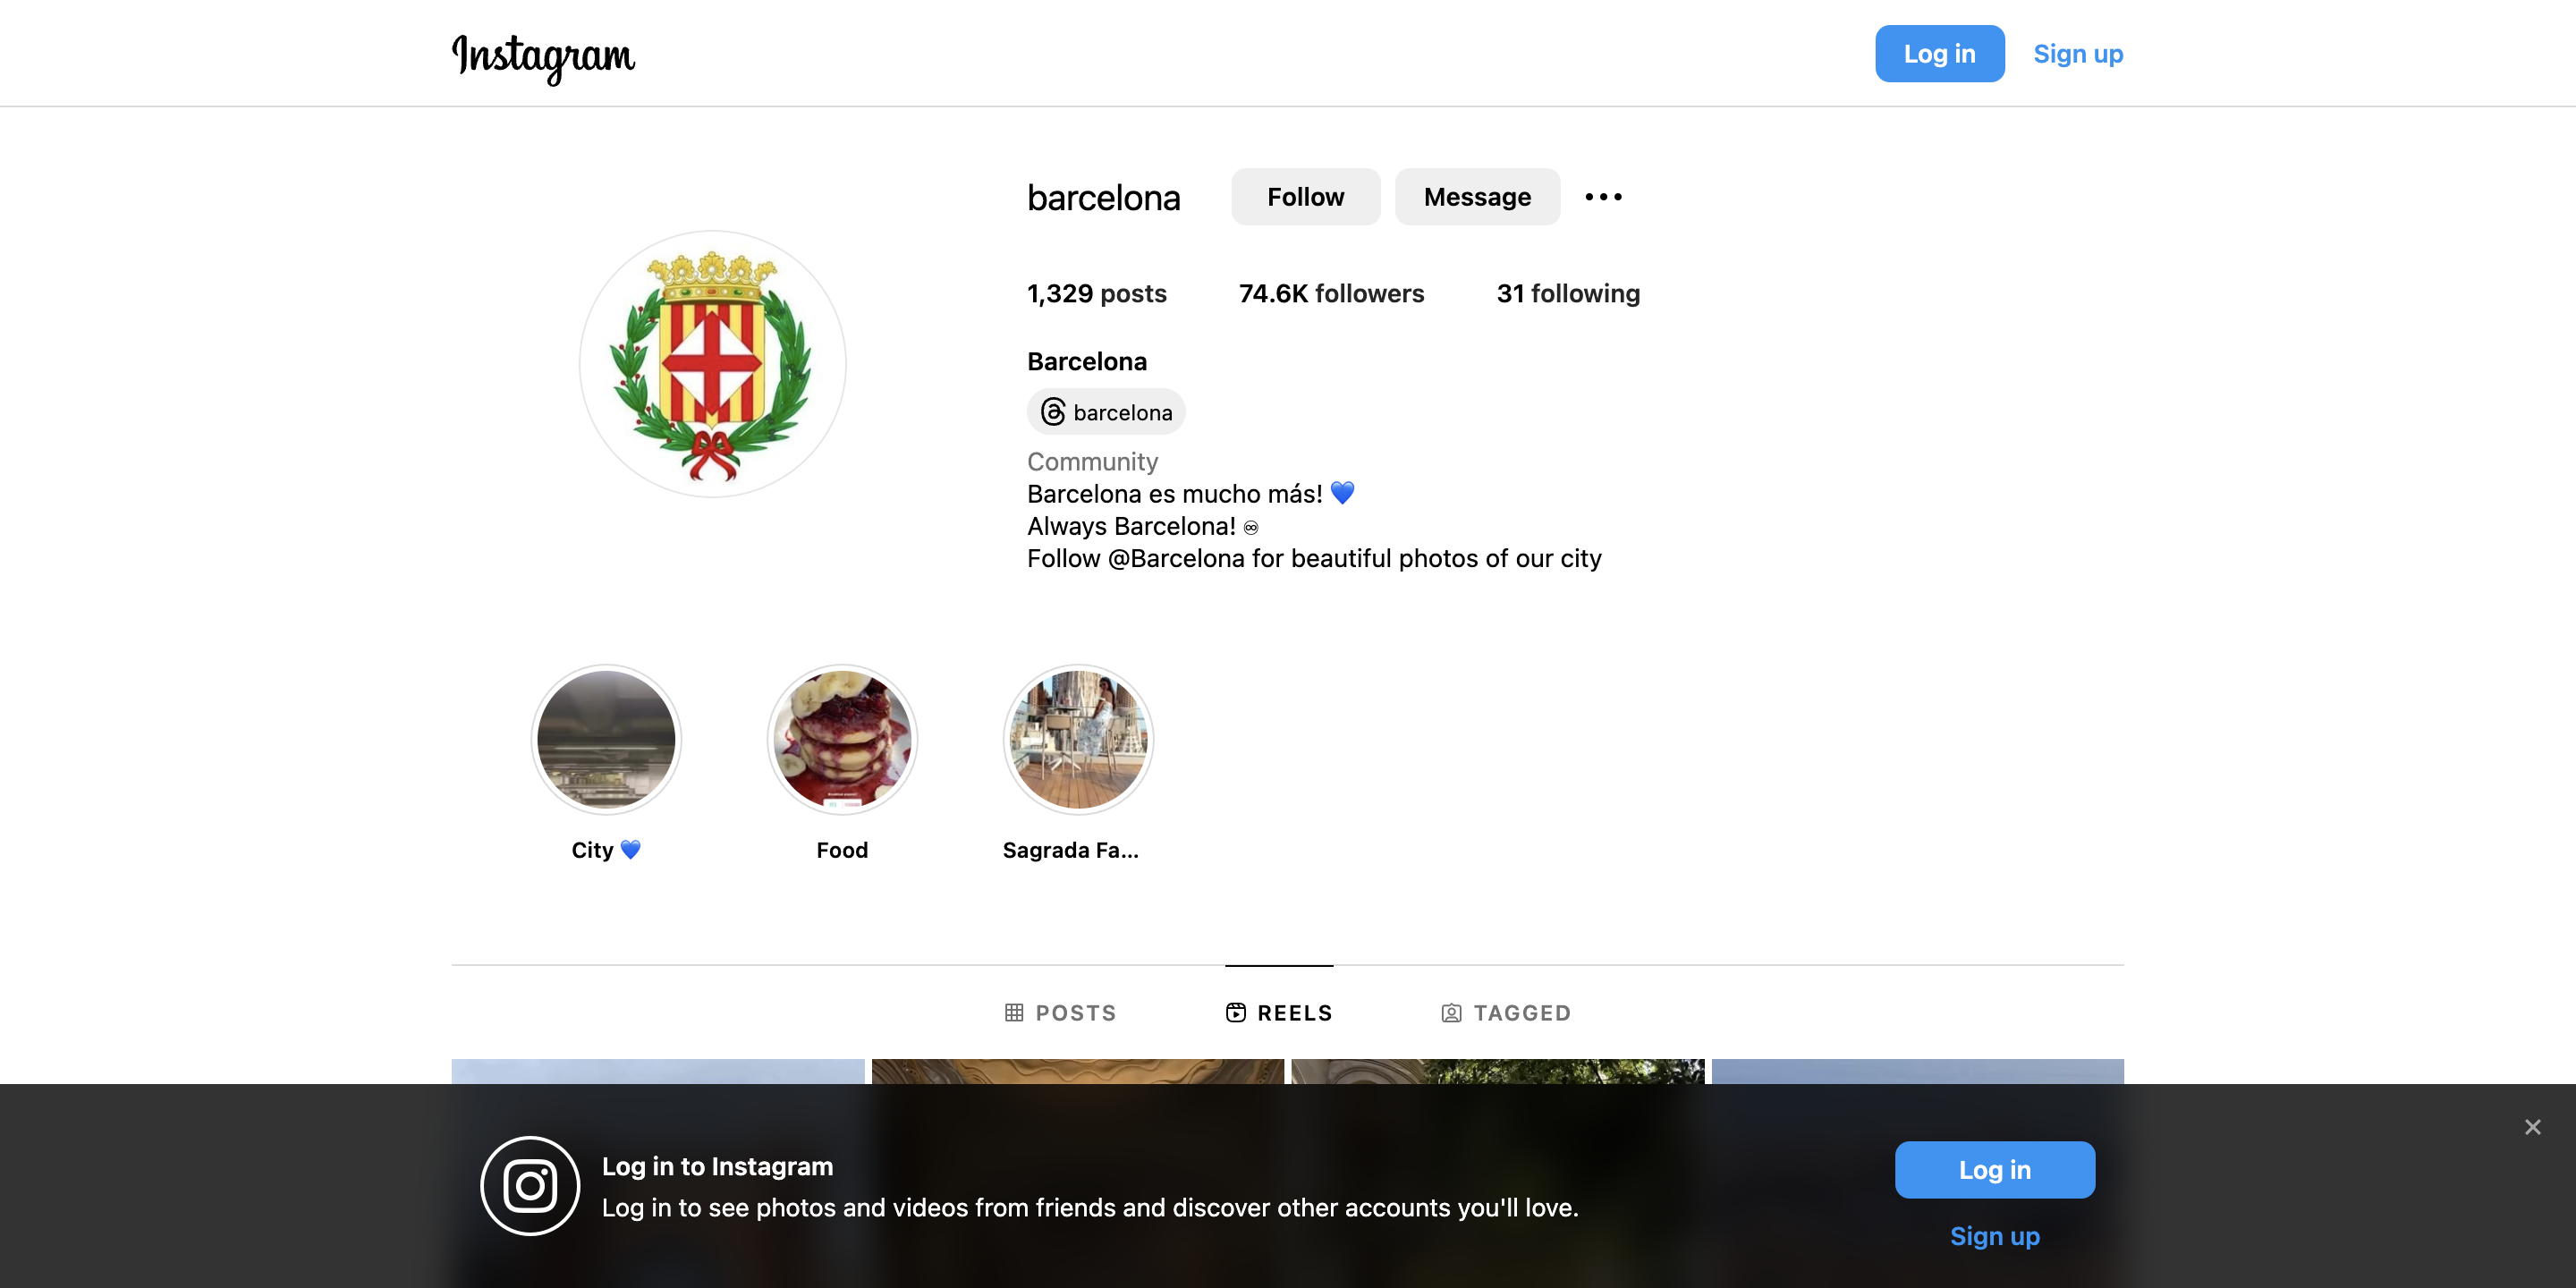 Instagram
Log in
Sign up
barcelona
Follow
Message
1,329 posts
74.6K followers
31 following
Barcelona
barcelona
Community
Barcelona es mucho más! 💙
Always Barcelona! ♾
Follow @Barcelona for beautiful photos of our city
City 💙
Food
Sagrada Fa...
POSTS
REELS
TAGGED
Log in to Instagram
Log in to see photos and videos from friends and discover other accounts you'll love.
Log in
Sign up